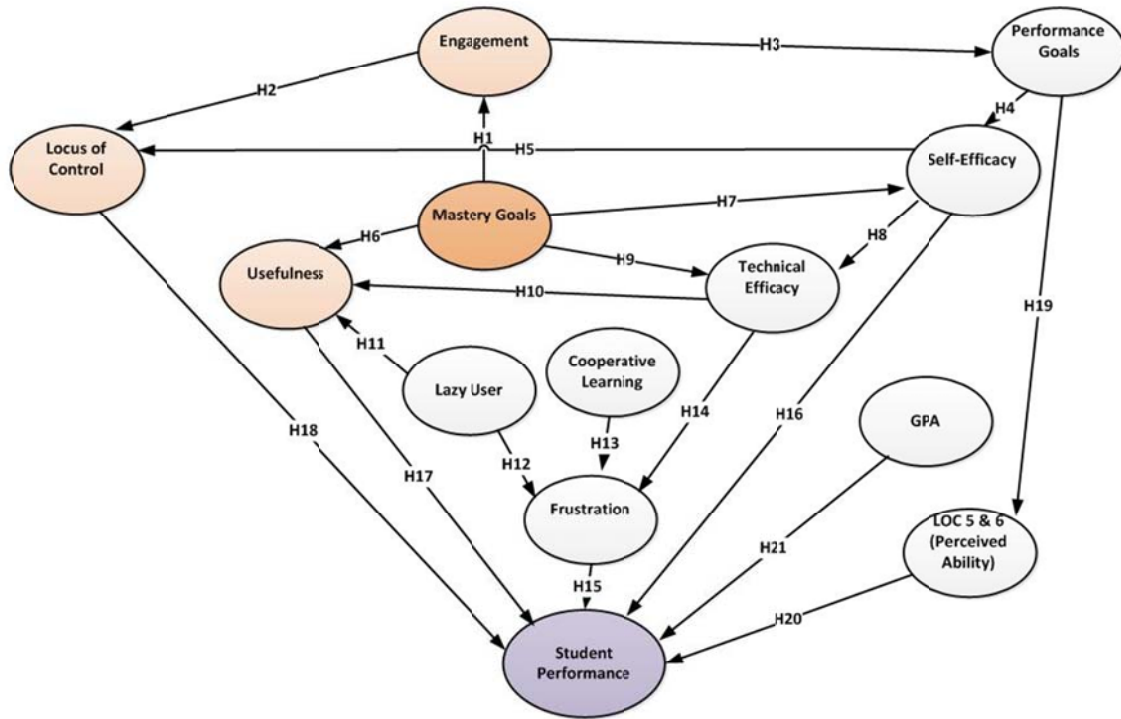 Engagement
H3
Performance
Goals
H2
H4
H1
Locus of
Control
H5
Self-Efficacy
Mastery Goals
H7
H6
H8
H9
Usefulness
Technical
Efficacy
H10
H19
H11
Cooperative
Learning
Lazy User
H14
H16
GPA
H18
H13
H12
H17
Frustration
LOC 5 & 6
(Perceived
Ability)
H21
H15
H20
Student
Performance